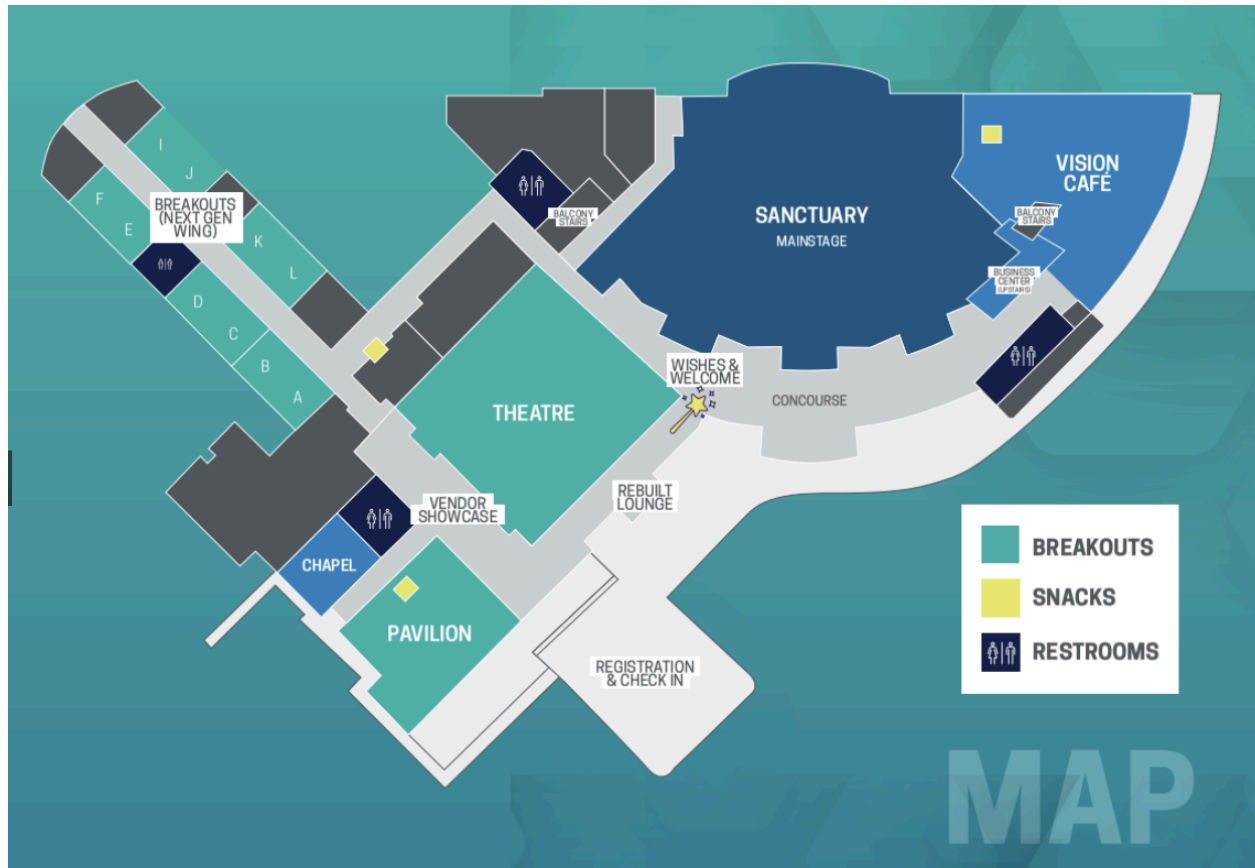 I
J
F
E
BREAKOUTS
(NEXT GEN
WING)
K
L
D
C
B
A
BALCONY
STAIRS
SANCTUARY
MAINSTAGE
VISION
CAFÉ
BALCONY
STAIRS
BUSINESS
CENTER
(UPSTAIRS)
WISHES &
WELCOME
CONCOURSE
THEATRE
REBUILT
LOUNGE
VENDOR
SHOWCASE
CHAPEL
PAVILION
REGISTRATION
& CHECK IN
BREAKOUTS
SNACKS
RESTROOMS
MAP